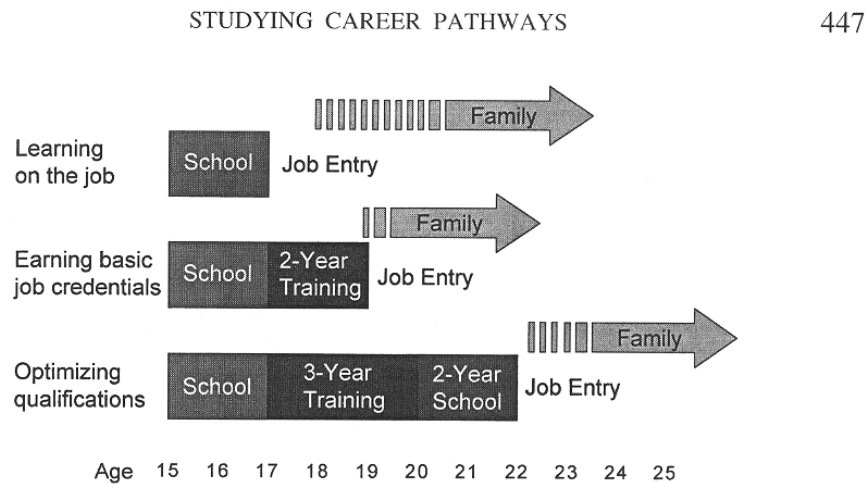 STUDYING CAREER PATHWAYS 447
Family
Learning
on the job
School
Job Entry
Family
Earning basic
job credentials
School
2-Year
Training
Job Entry
Family
Optimizing
qualifications
School
3-Year
Training
2-Year
School
Job Entry
Age 15 16 17 18 19 20 21 22 23 24 25